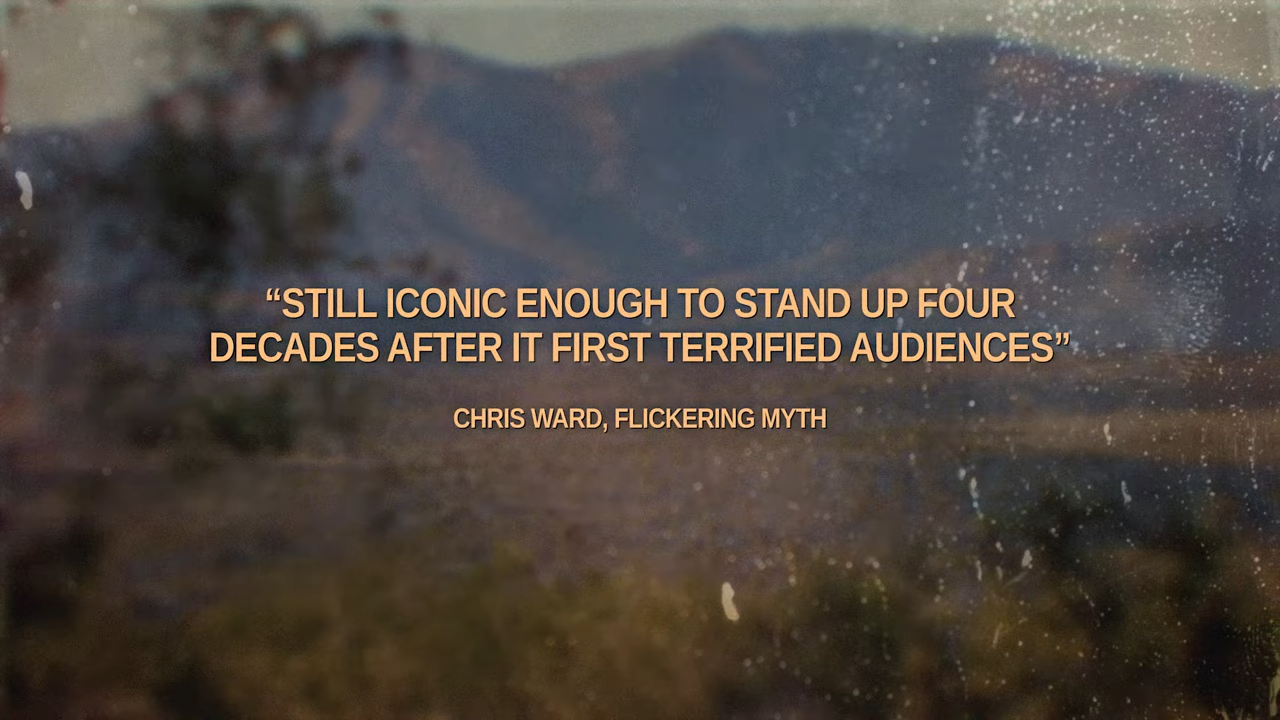 “STILL ICONIC ENOUGH TO STAND UP FOUR
DECADES AFTER IT FIRST TERRIFIED AUDIENCES”
CHRIS WARD, FLICKERING MYTH